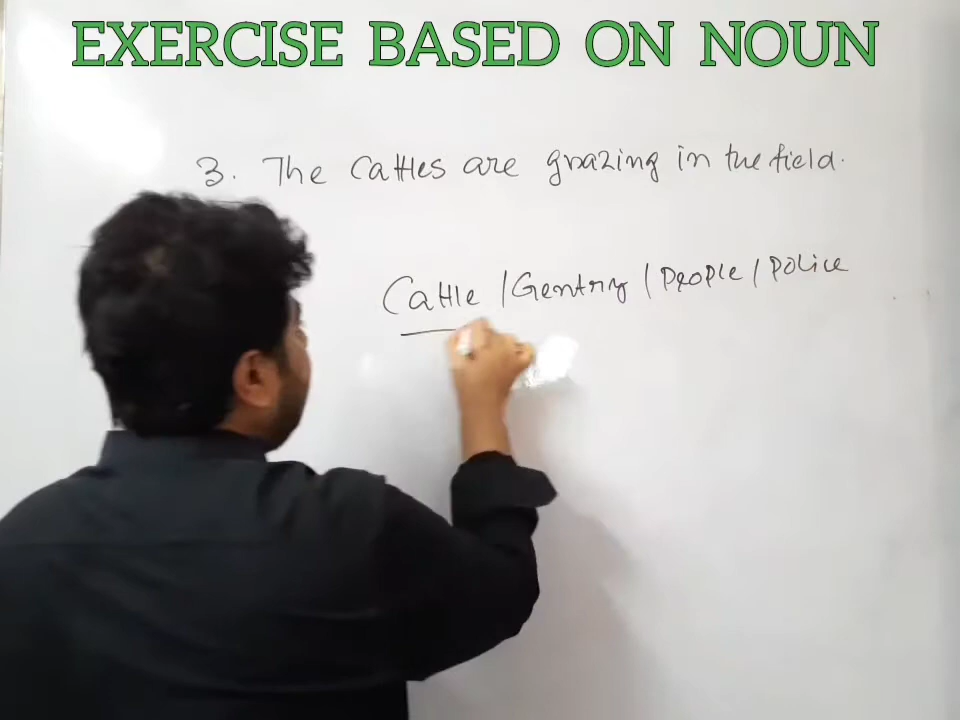 EXERCISE BASED ON NOUN
3. The Cattles are grazing in the field.
Cattle / Gentry / People / Police